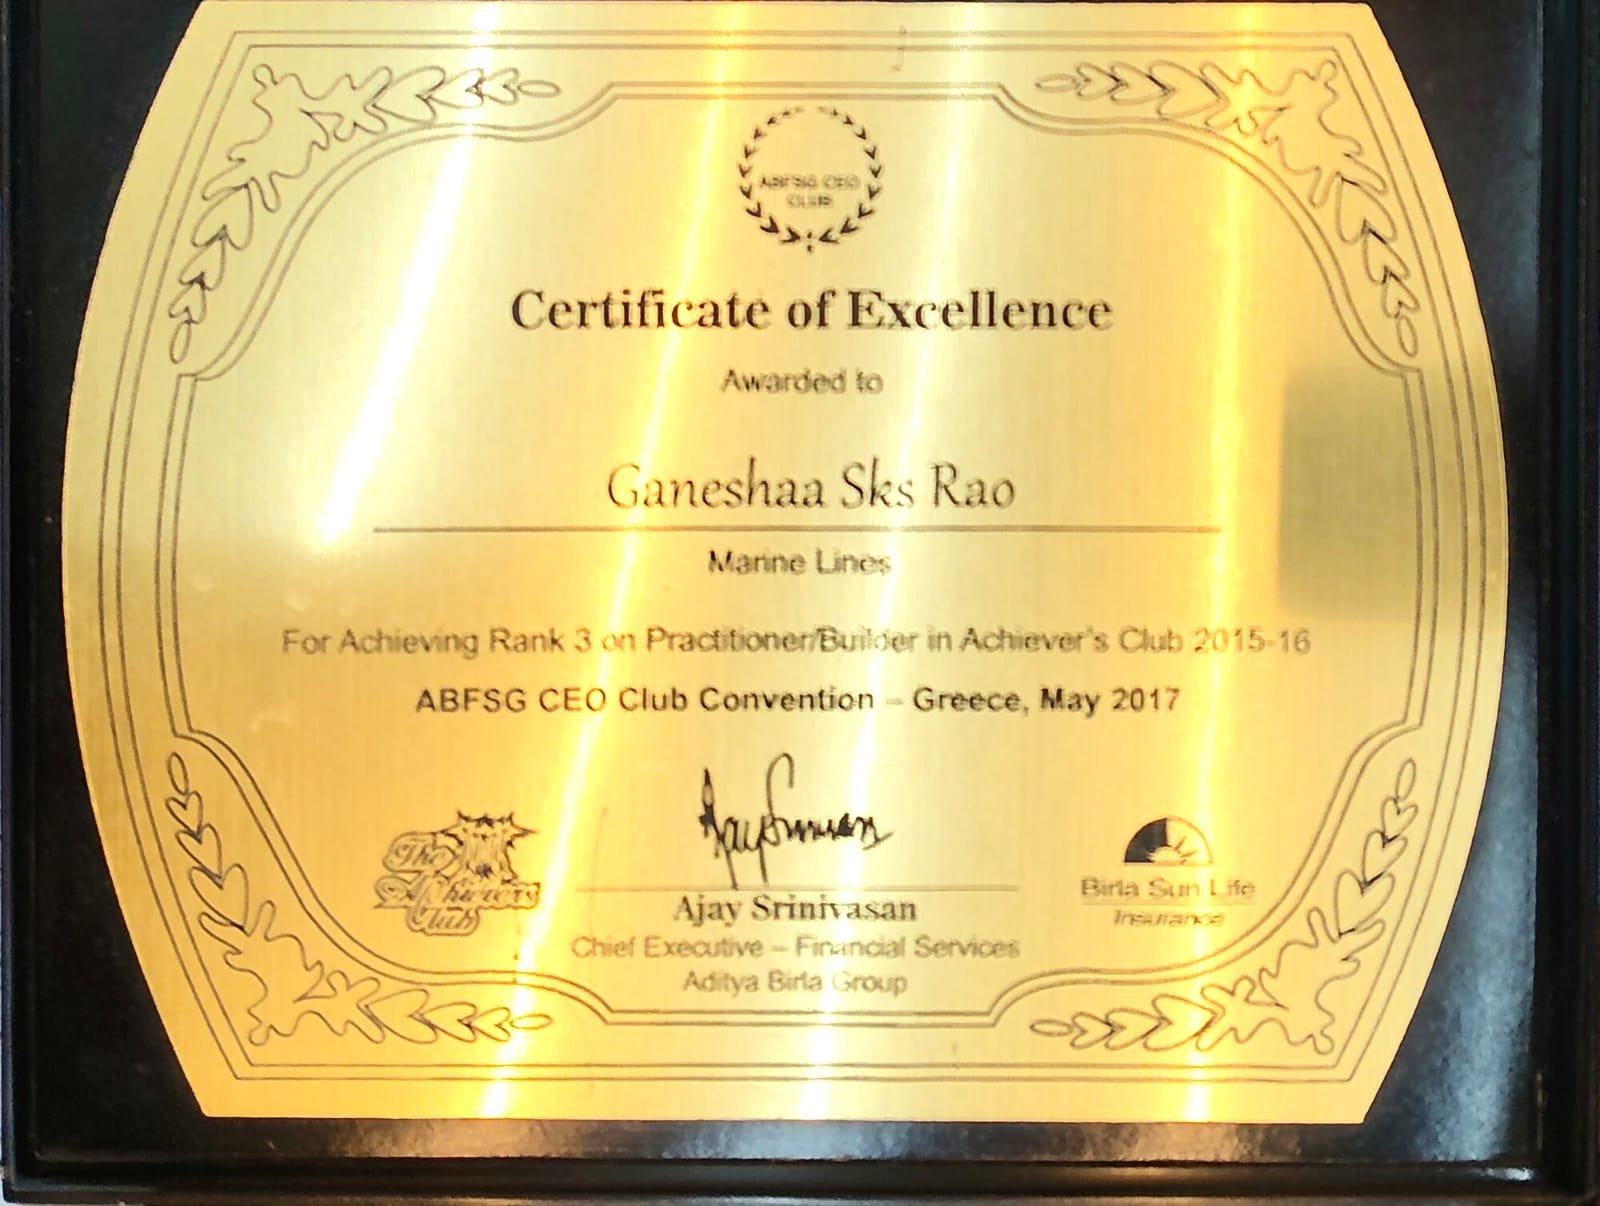 ABFSG CEO
CLUB
Certificate of Excellence
Awarded to
Ganeshaa Sks Rao
Marine Lines
For Achieving Rank 3 on Practitioner/Builder in Achiever's Club 2015-16
ABFSG CEO Club Convention – Greece, May 2017
The
Achievers
Club
Ajay Srinivasan
Ajay Srinivasan
Chief Executive – Financial Services
Aditya Birla Group
Birla Sun Life
Insurance